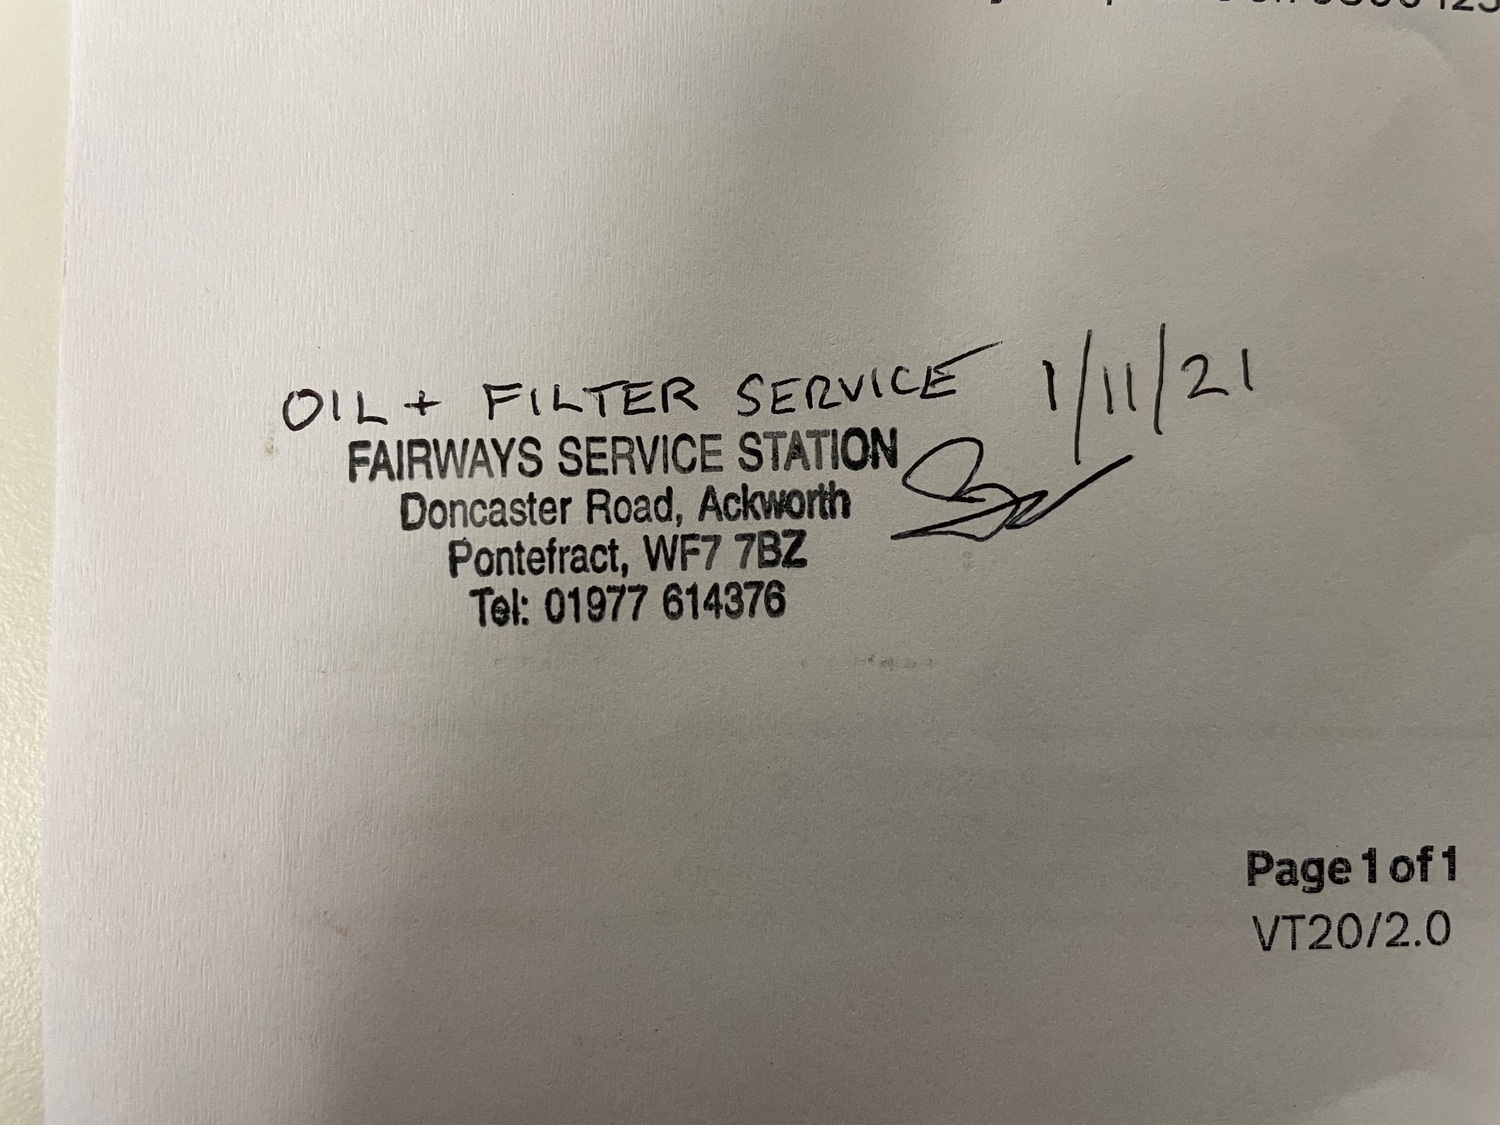 OIL + FILTER SERVICE 1/11/21
FAIRWAYS SERVICE STATION
Doncaster Road, Ackworth
Pontefract, WF7 7BZ
Tel: 01977 614376
Page 1 of 1
VT20/2.0